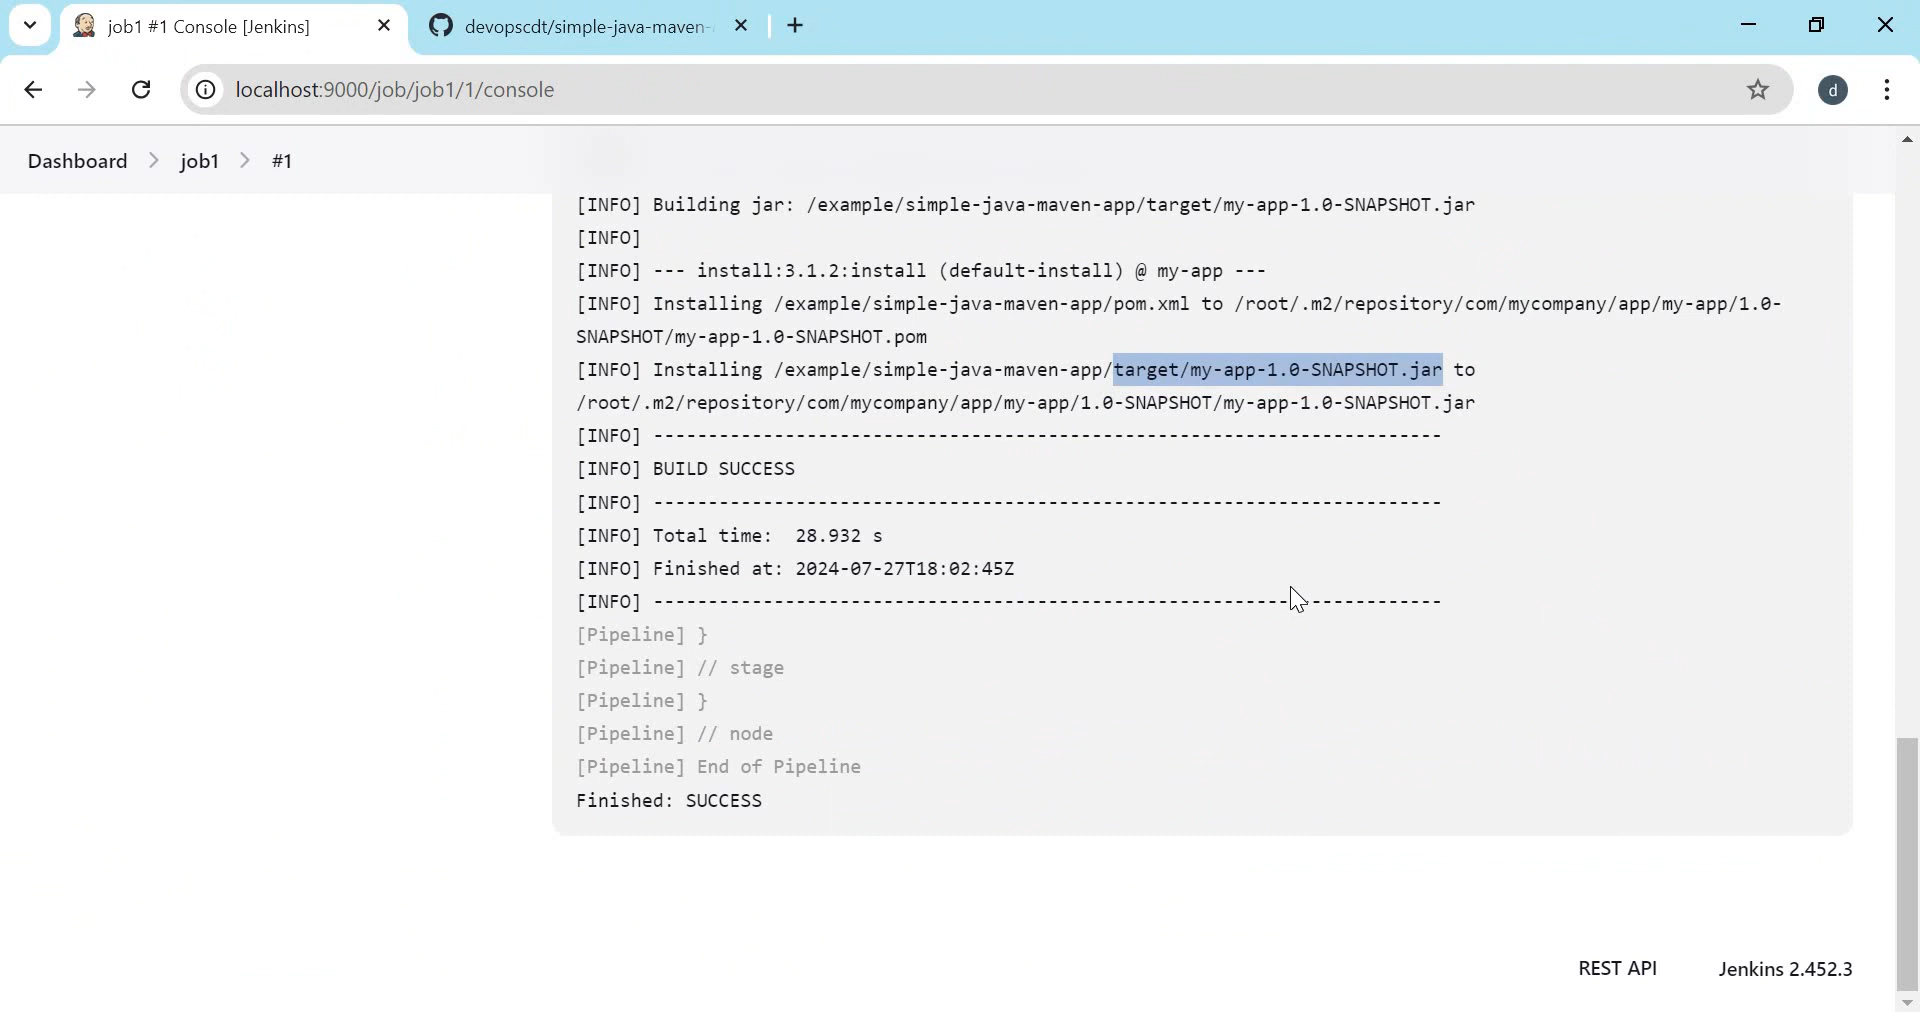 job1 #1 Console [Jenkins]
devopscdt/simple-java-maven-
localhost:9000/job/job1/1/console
d
Dashboard > job1 > #1
[INFO] Building jar: /example/simple-java-maven-app/target/my-app-1.0-SNAPSHOT.jar
[INFO]
[INFO] --- install:3.1.2:install (default-install) @ my-app ---
[INFO] Installing /example/simple-java-maven-app/pom.xml to /root/.m2/repository/com/mycompany/app/my-app/1.0-
SNAPSHOT/my-app-1.0-SNAPSHOT.pom
[INFO] Installing /example/simple-java-maven-app/target/my-app-1.0-SNAPSHOT.jar to
/root/.m2/repository/com/mycompany/app/my-app/1.0-SNAPSHOT/my-app-1.0-SNAPSHOT.jar
[INFO] ------------------------------------------------------------------------
[INFO] BUILD SUCCESS
[INFO] ------------------------------------------------------------------------
[INFO] Total time:  28.932 s
[INFO] Finished at: 2024-07-27T18:02:45Z
[INFO] ------------------------------------------------------------------------
[Pipeline] }
[Pipeline] // stage
[Pipeline] }
[Pipeline] // node
[Pipeline] End of Pipeline
Finished: SUCCESS
REST API
Jenkins 2.452.3